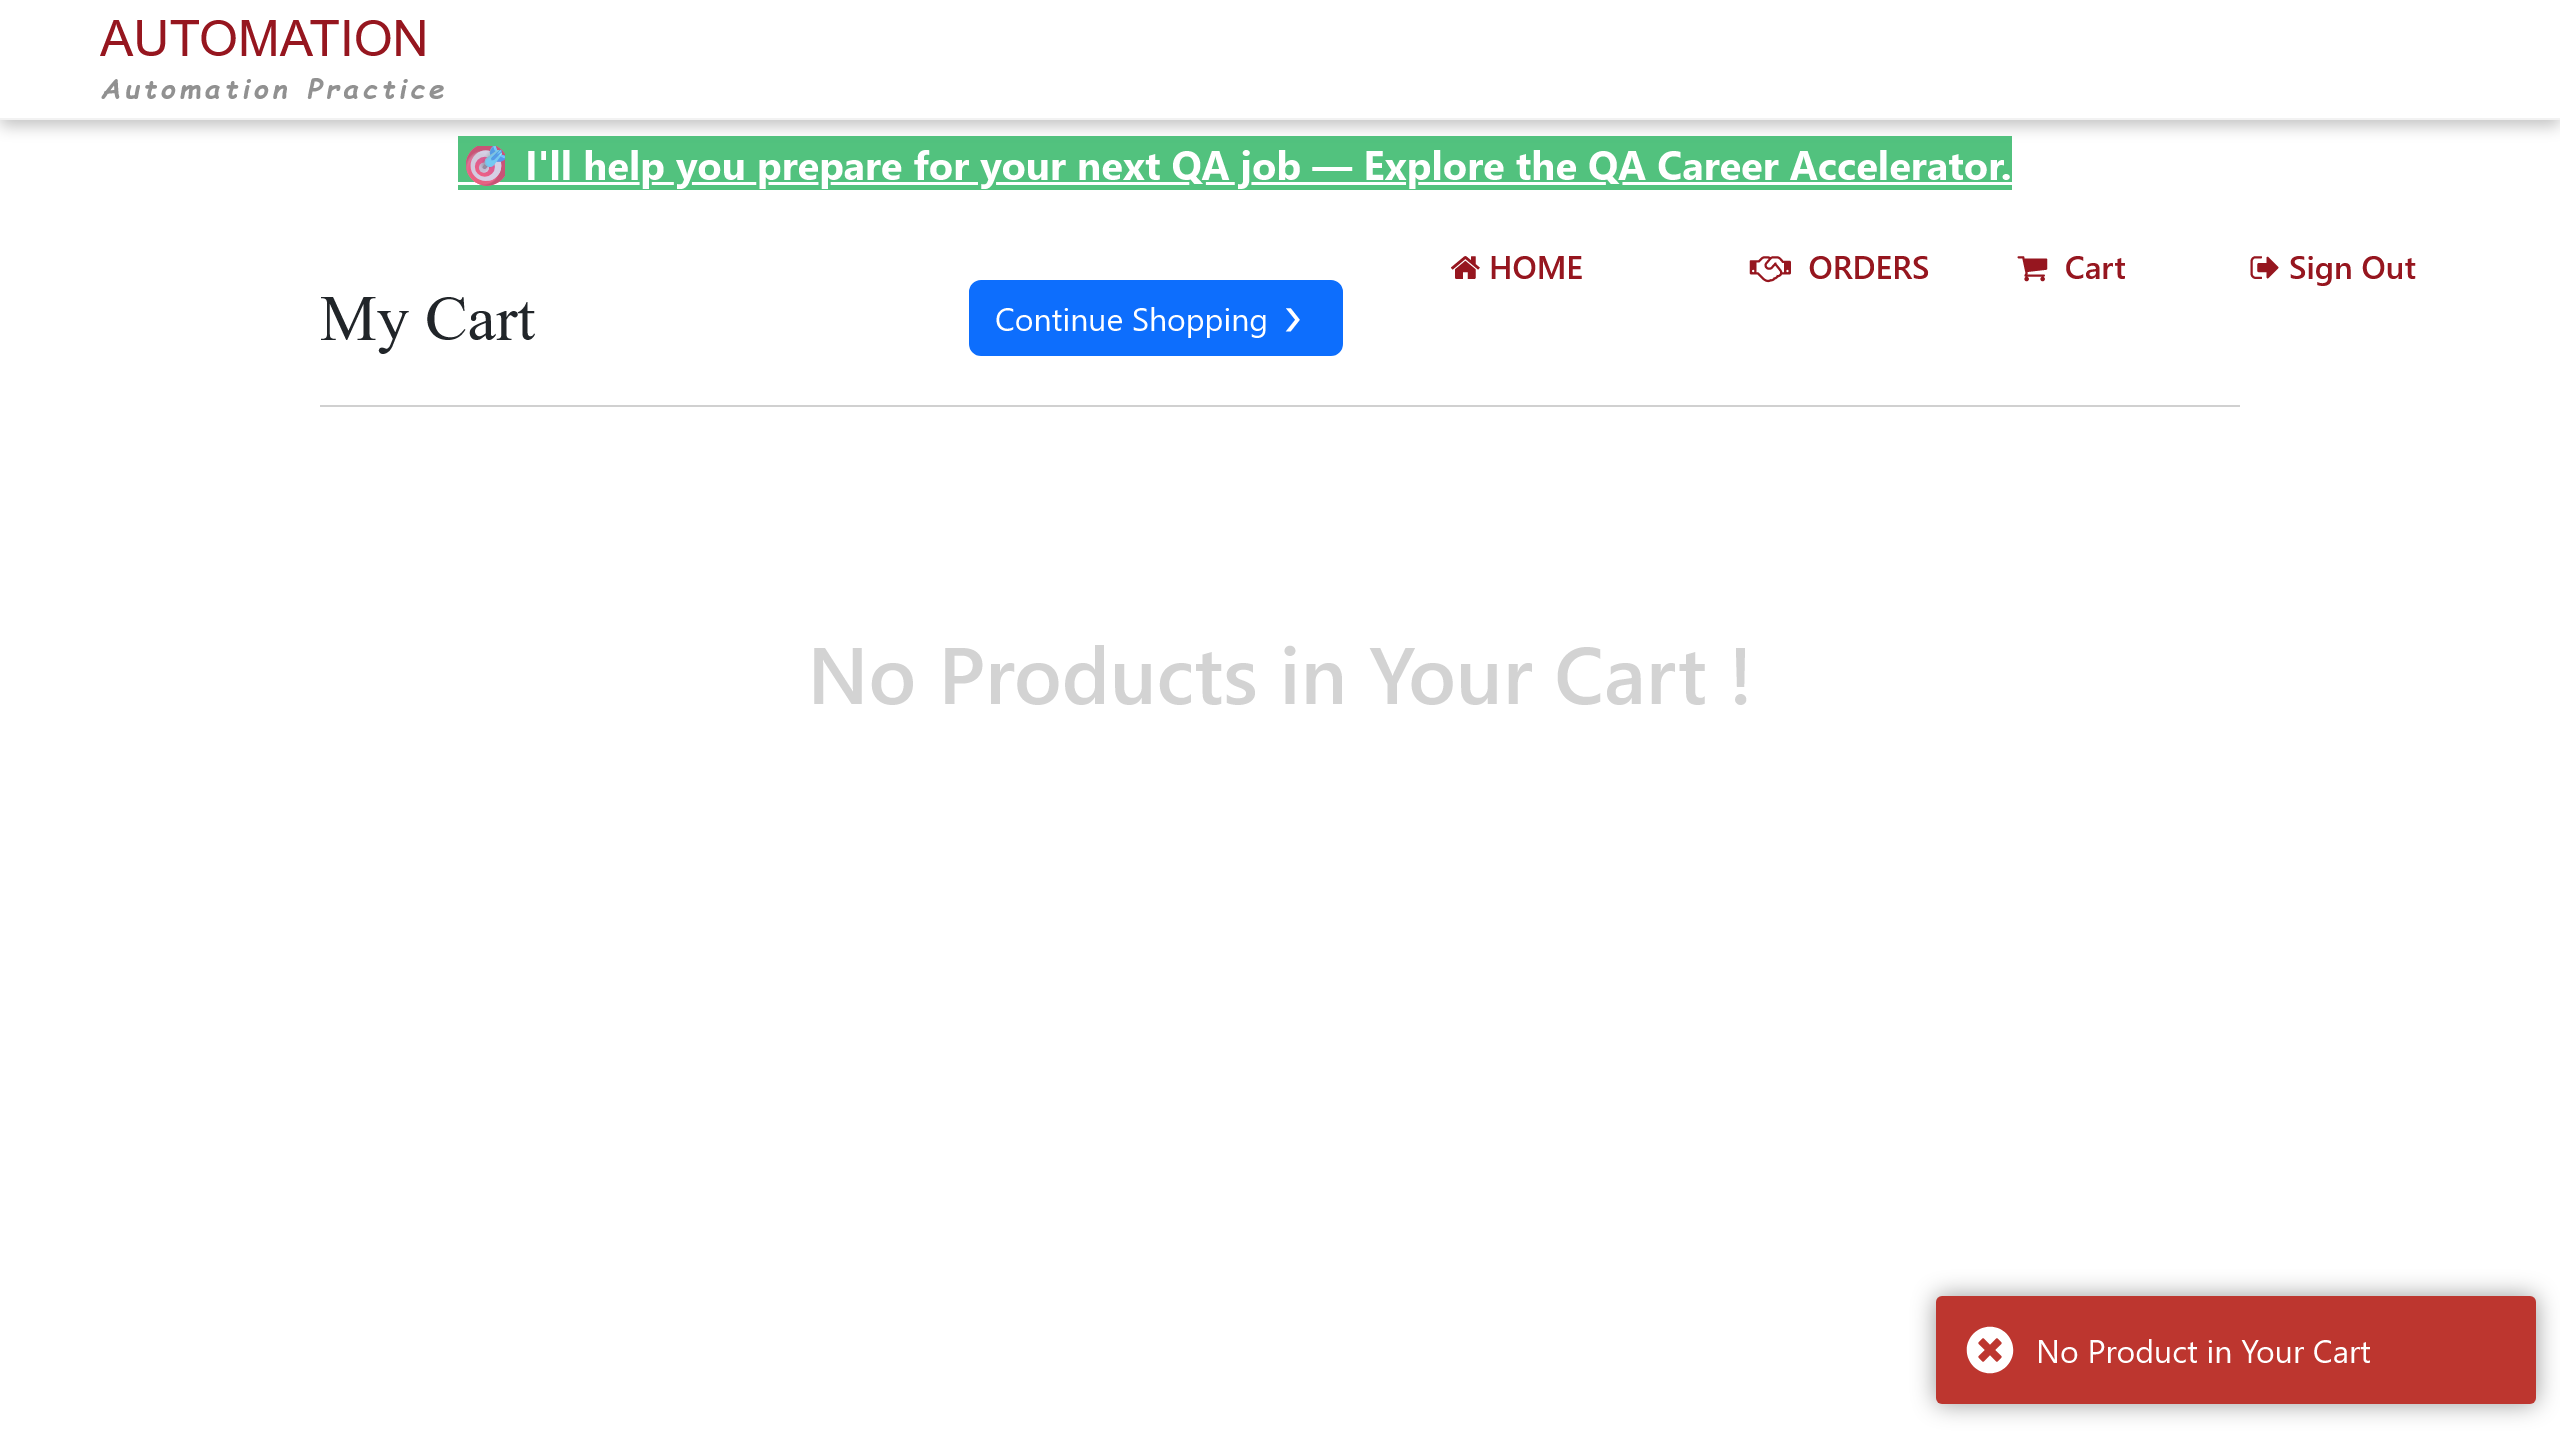 AUTOMATION
Automation Practice
🎯 I'll help you prepare for your next QA job — Explore the QA Career Accelerator.
HOME
ORDERS
Cart
Sign Out
My Cart
Continue Shopping ❯
No Products in Your Cart !
No Product in Your Cart